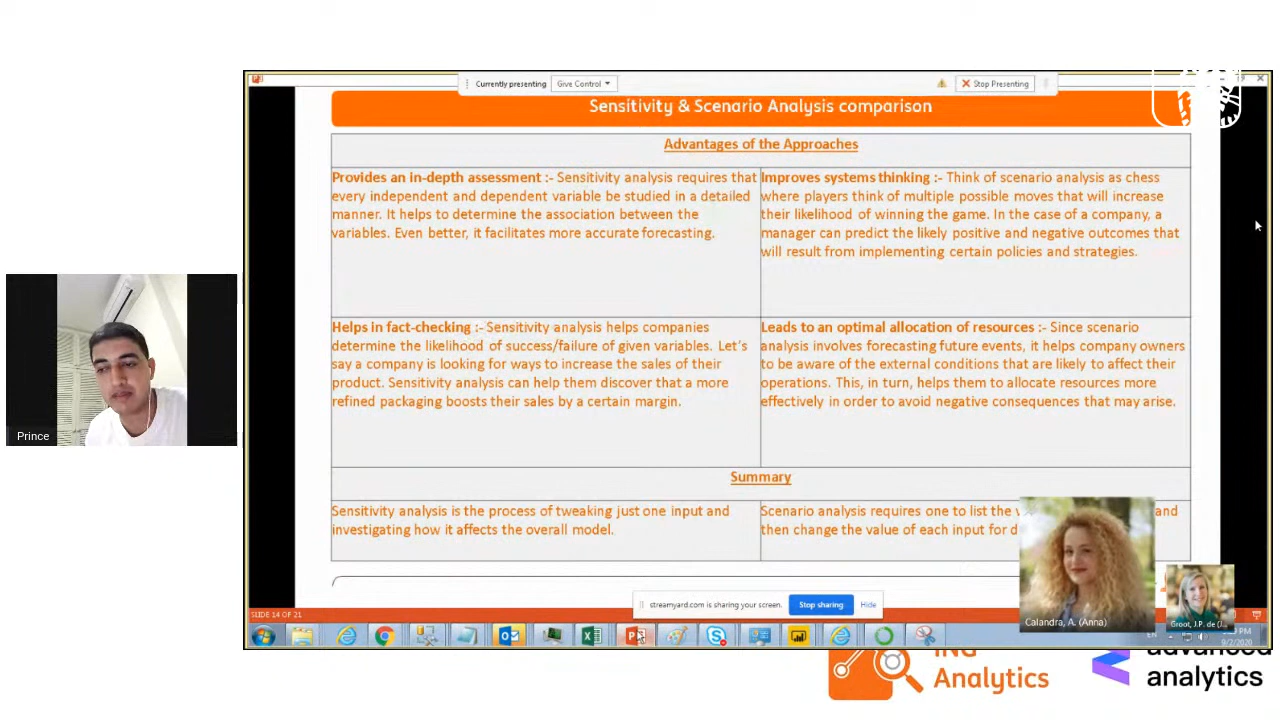 Currently presenting
Give Control
Stop Presenting
Sensitivity & Scenario Analysis comparison
Advantages of the Approaches
Provides an in-depth assessment :- Sensitivity analysis requires that
every independent and dependent variable be studied in a detailed
manner. It helps to determine the association between the
variables. Even better, it facilitates more accurate forecasting.
Improves systems thinking :- Think of scenario analysis as chess
where players think of multiple possible moves that will increase
their likelihood of winning the game. In the case of a company, a
manager can predict the likely positive and negative outcomes that
will result from implementing certain policies and strategies.
Helps in fact-checking :- Sensitivity analysis helps companies
determine the likelihood of success/failure of given variables. Let's
say a company is looking for ways to increase the sales of their
product. Sensitivity analysis can help them discover that a more
refined packaging boosts their sales by a certain margin.
Leads to an optimal allocation of resources :- Since scenario
analysis involves forecasting future events, it helps company owners
to be aware of the external conditions that are likely to affect their
operations. This, in turn, helps them to allocate resources more
effectively in order to avoid negative consequences that may arise.
Summary
Sensitivity analysis is the process of tweaking just one input and
investigating how it affects the overall model.
Scenario analysis requires one to list the and
then change the value of each input for
Prince
streamyard.com is sharing your screen.
Stop sharing
Hide
SLIDE 14 OF 21
Calandra, A. (Anna)
Groot, J.P. de (J...
EN
PM
9/2/2020
ING
Analytics
advanced
analytics